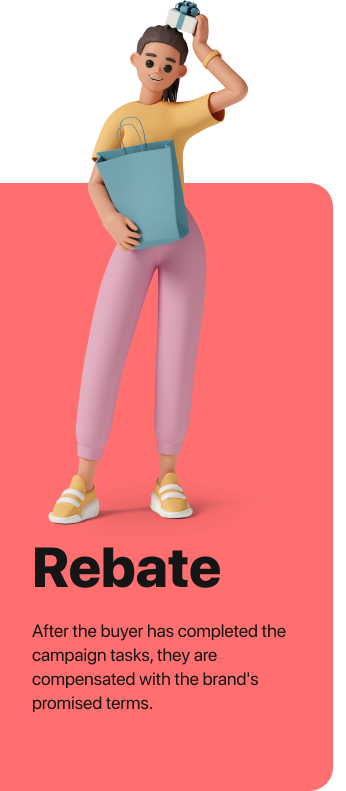 Rebate
After the buyer has completed the
campaign tasks, they are
compensated with the brand's
promised terms.